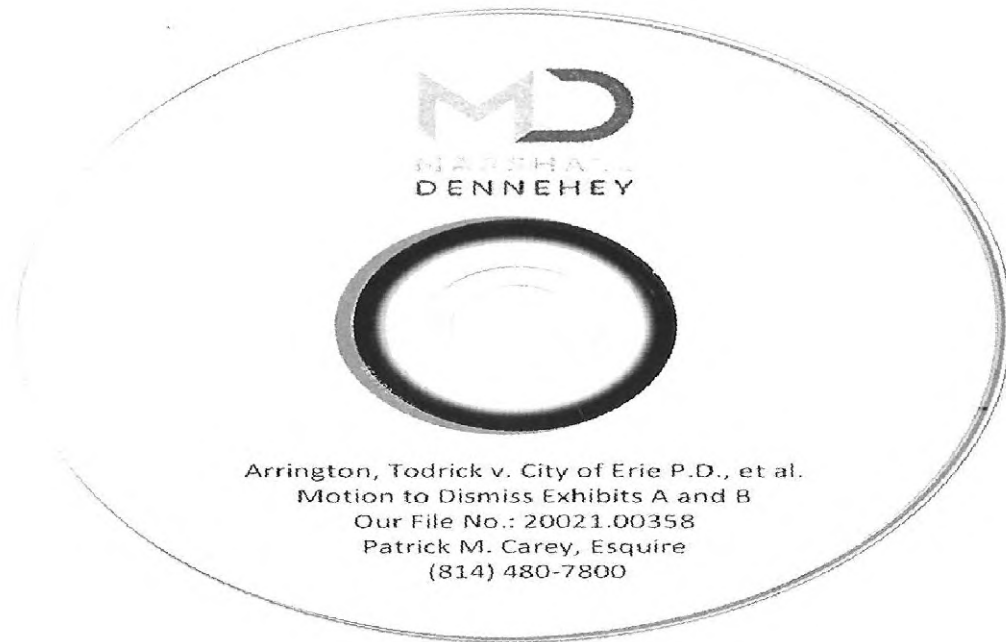 MD
MARSHALL
DENNEHEY
Arrington, Todrick v. City of Erie P.D., et al.
Motion to Dismiss Exhibits A and B
Our File No.: 20021.00358
Patrick M. Carey, Esquire
(814) 480-7800